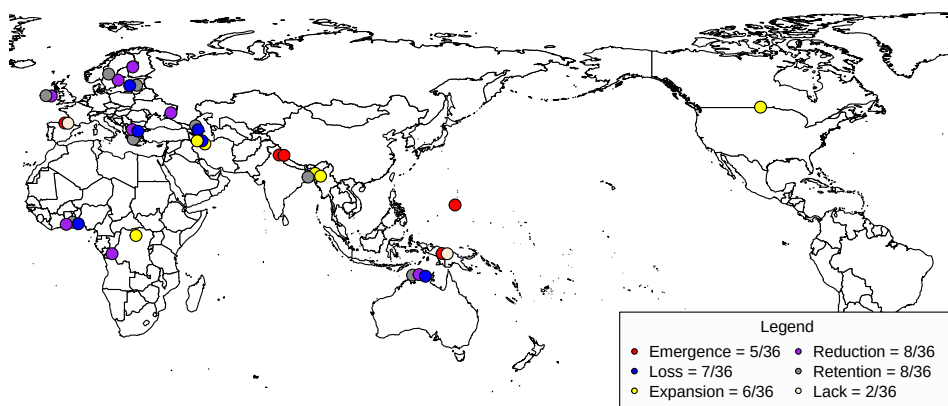 Legend
Emergence = 5/36
Loss = 7/36
Expansion = 6/36
Reduction = 8/36
Retention = 8/36
Lack = 2/36